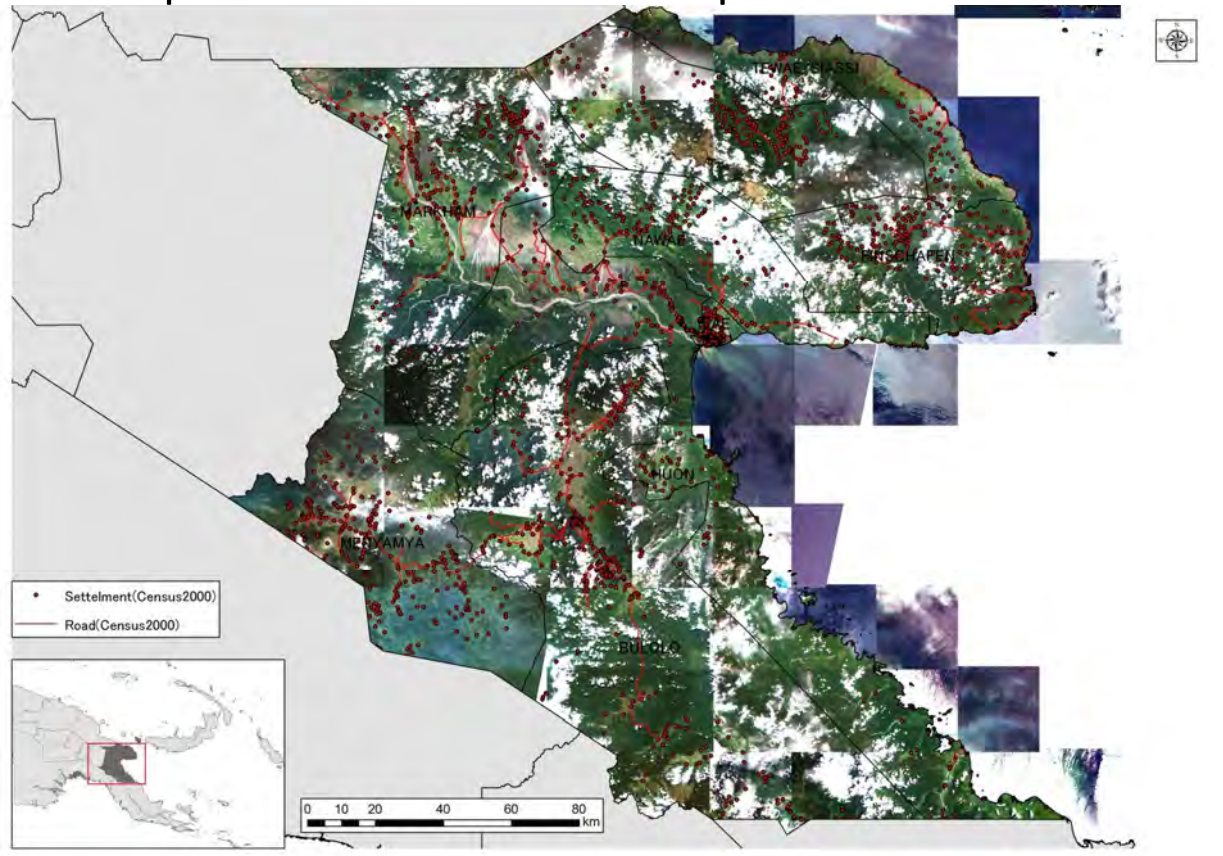 TEWAE-SIASSI
MARKHAM
NAWAE
FINSCHAFEN
LAE
HUON
MENYAMYA
BULOLO
Settelment(Census2000)
Road(Census2000)
0 10 20 40 60 80
km